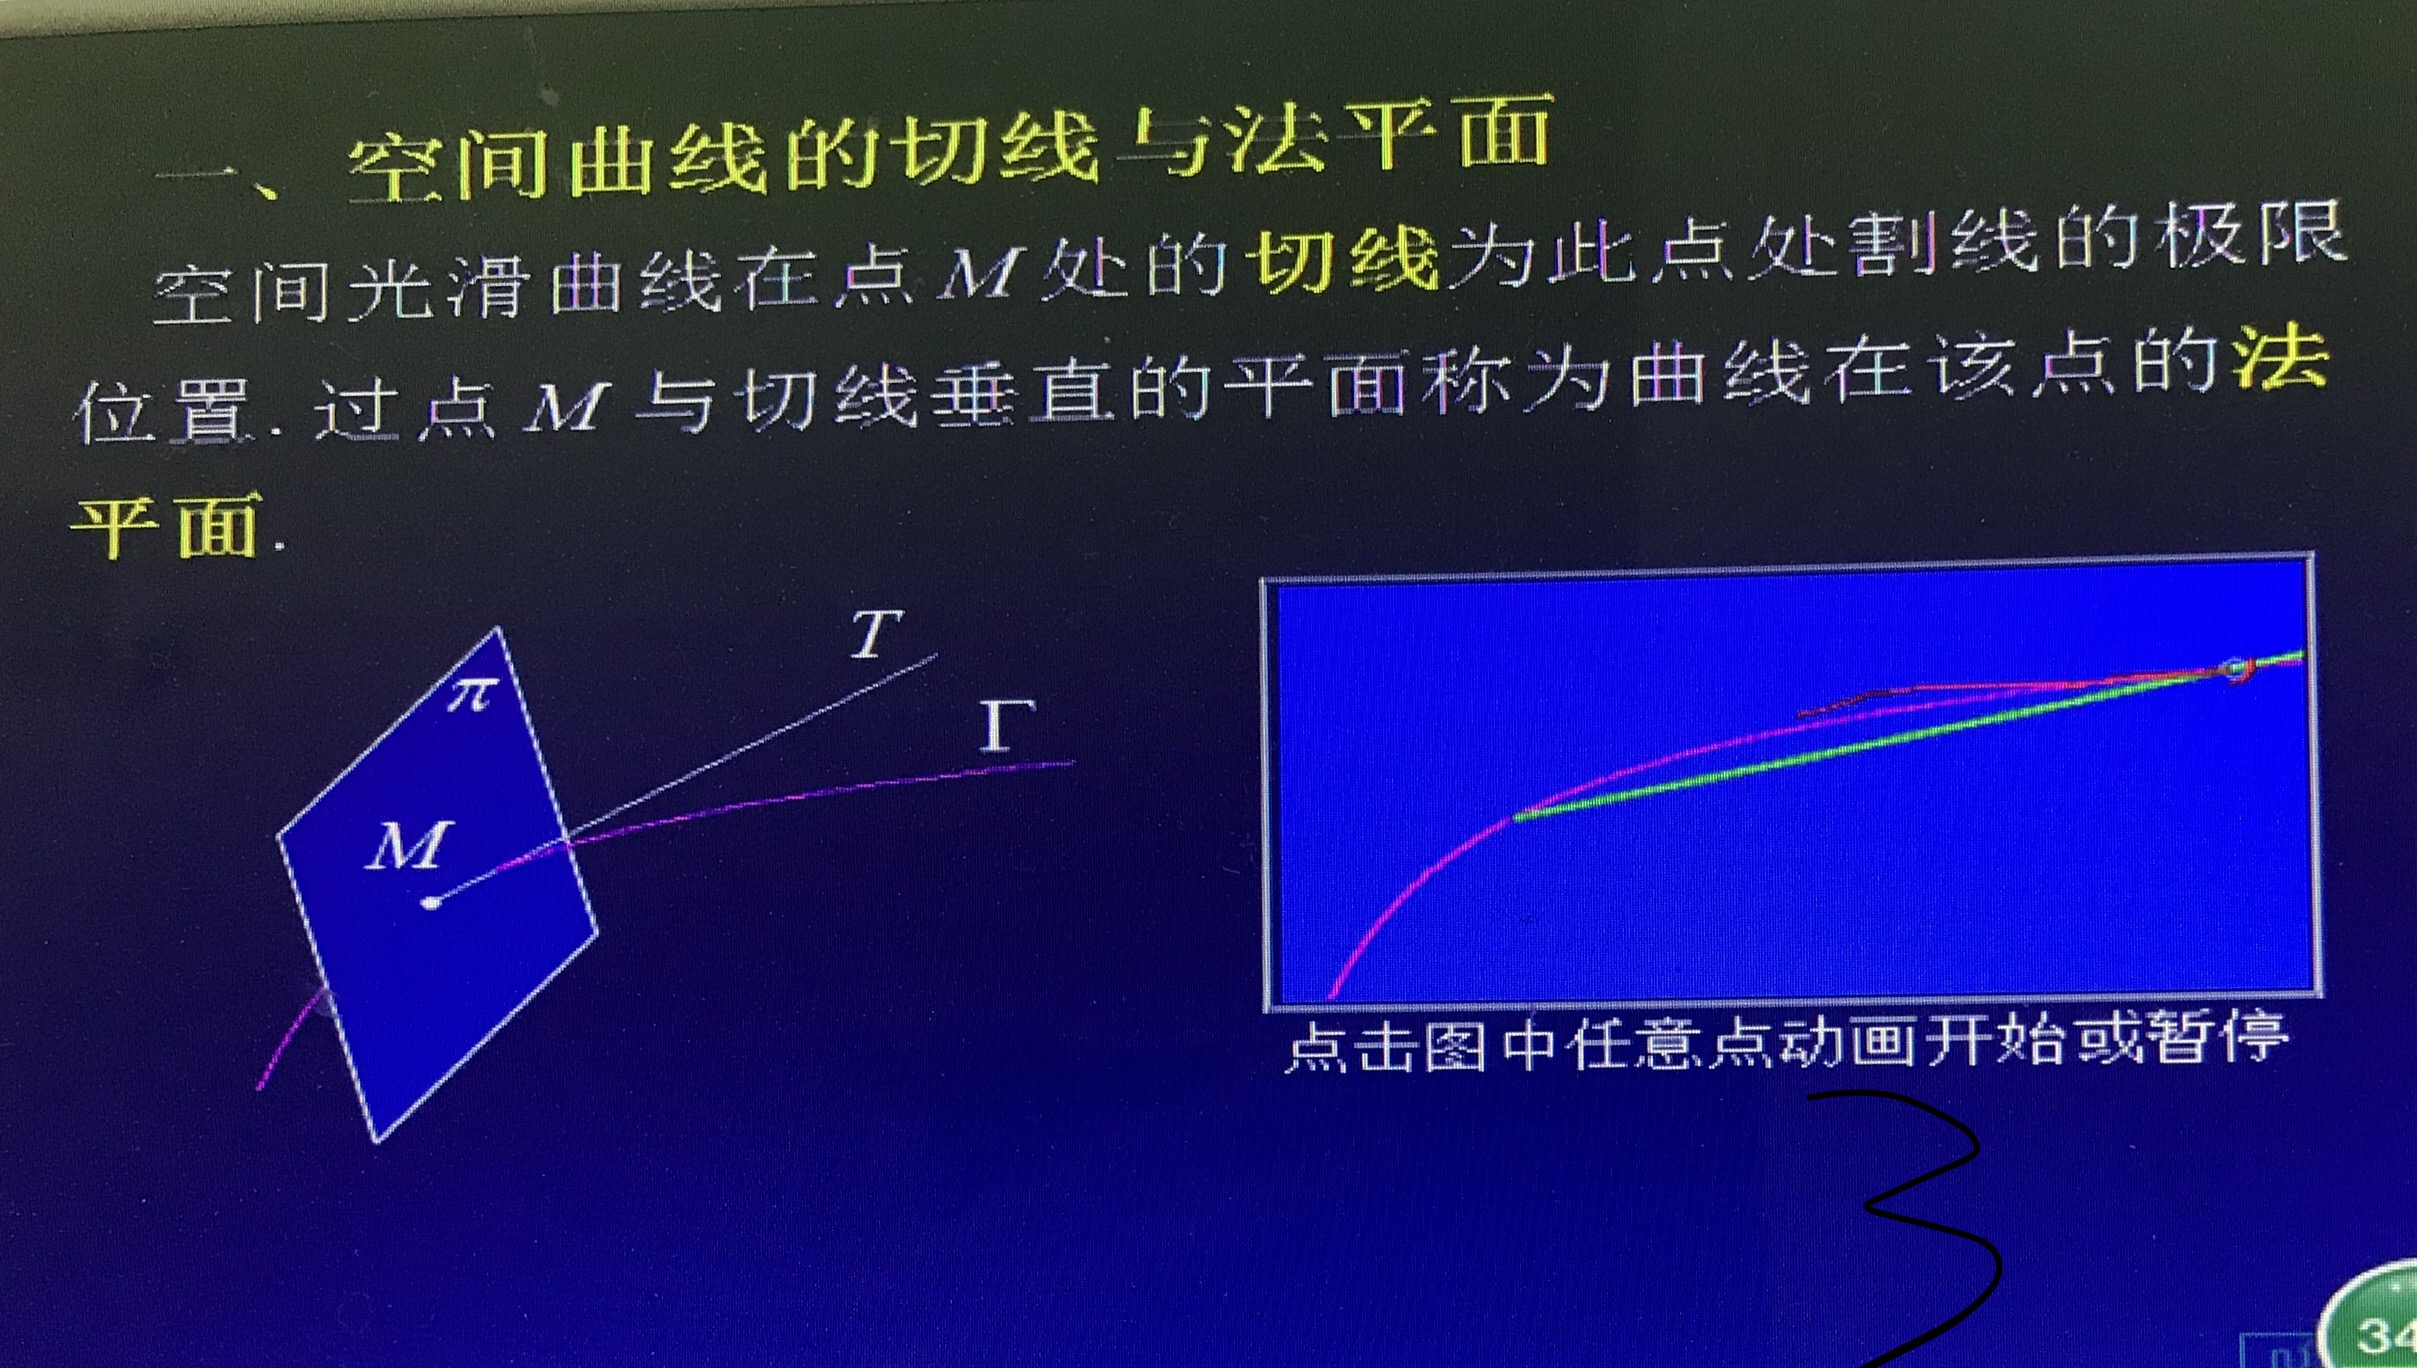 一、空间曲线的切线与法平面
空间光滑曲线在点 M 处的切线为此点处割线的极限
位置. 过点 M 与切线垂直的平面称为曲线在该点的法
平面.
T
π
Γ
M
点击图中任意点动画开始或暂停
3
34